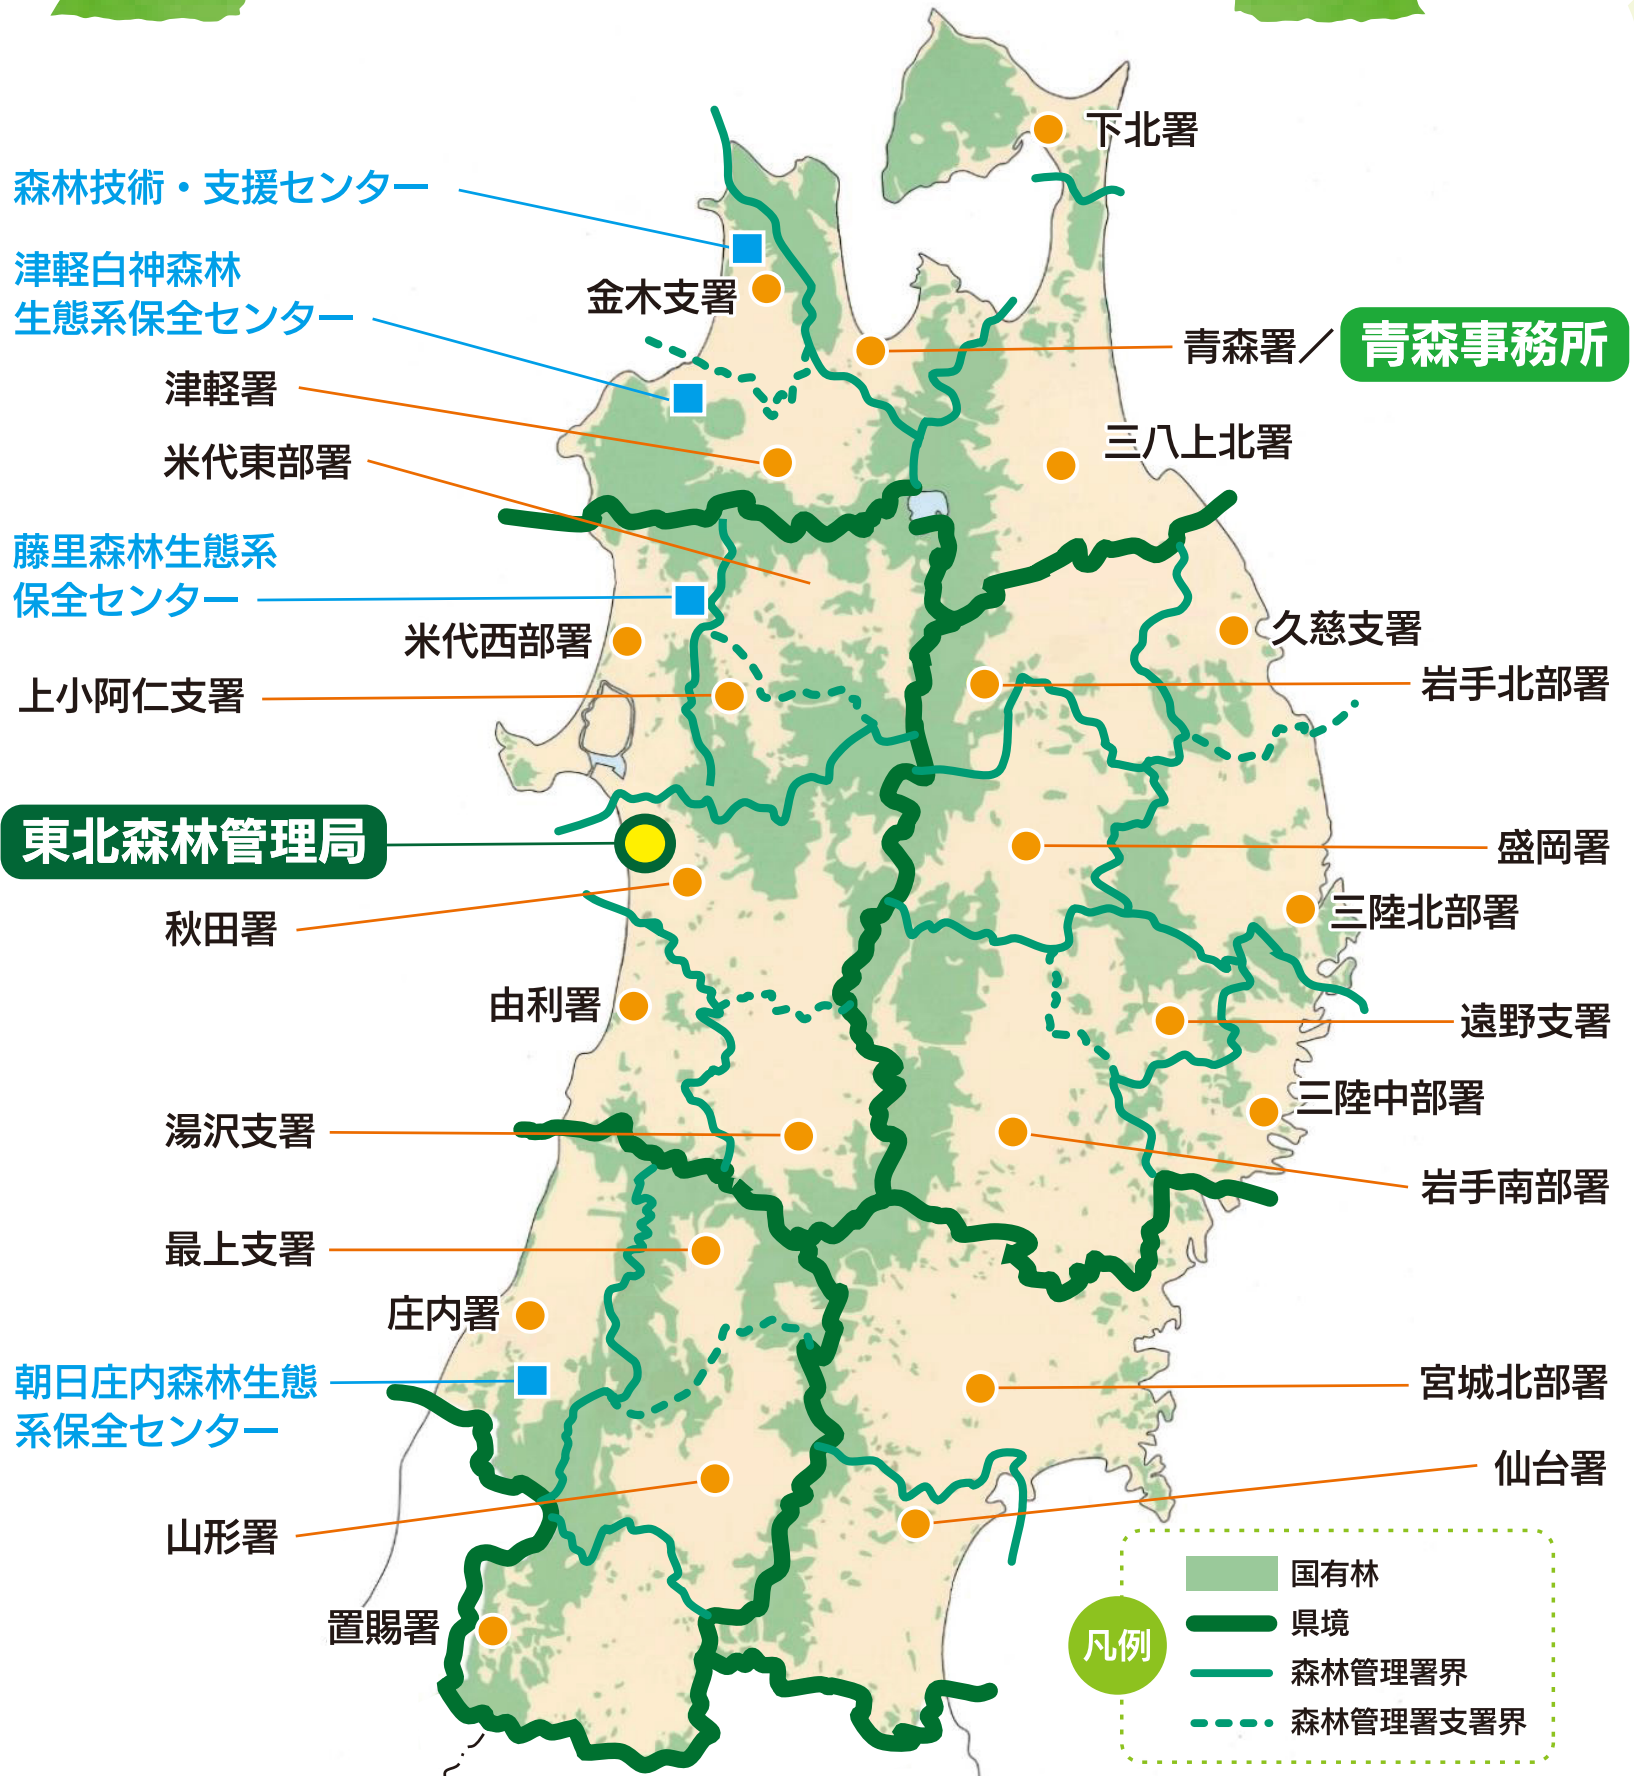 下北署
森林技術・支援センター
津軽白神森林
生態系保全センター
金木支署
青森署／青森事務所
津軽署
三八上北署
米代東部署
藤里森林生態系
保全センター
久慈支署
米代西部署
岩手北部署
上小阿仁支署
東北森林管理局
盛岡署
三陸北部署
秋田署
由利署
遠野支署
三陸中部署
湯沢支署
岩手南部署
最上支署
庄内署
朝日庄内森林生態
系保全センター
宮城北部署
仙台署
山形署
置賜署
凡例
国有林
県境
森林管理署界
森林管理署支署界